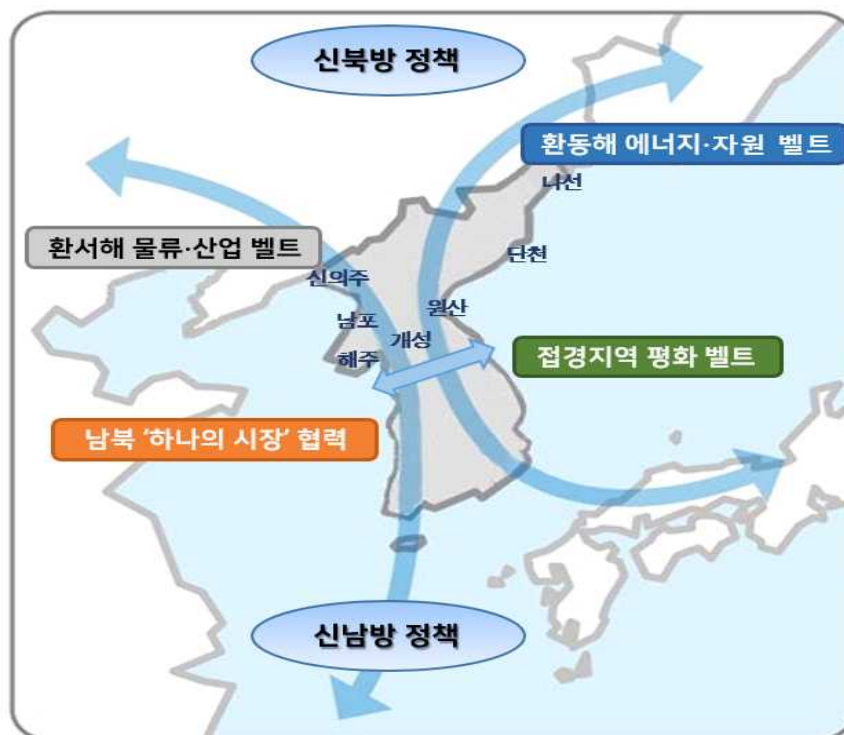 신북방 정책
환동해 에너지·자원 벨트
나선
환서해 물류·산업 벨트
단천
신의주
원산
남포
개성
해주
접경지역 평화 벨트
남북 ‘하나의 시장’ 협력
신남방 정책